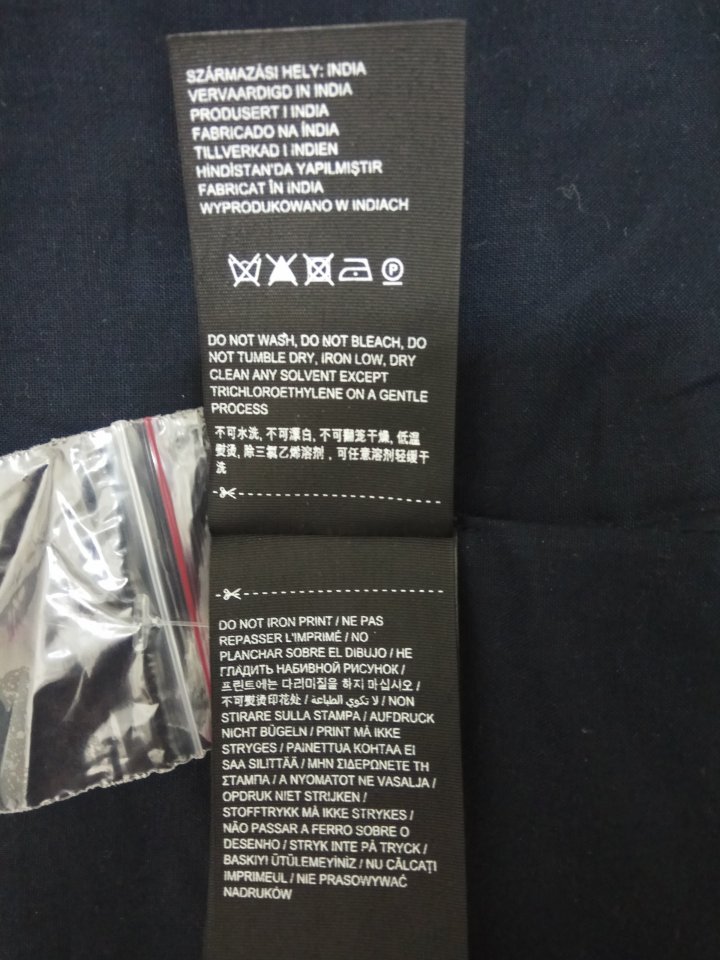 SZÁRMAZÁSI HELY: INDIA
VERVAARDIGD IN INDIA
PRODUSERT I INDIA
FABRICADO NA ÍNDIA
TILLVERKAD I INDIEN
HİNDİSTAN'DA YAPILMIŞTIR
FABRICAT ÎN INDIA
WYPRODUKOWANO W INDIACH
P
DO NOT WASH, DO NOT BLEACH, DO
NOT TUMBLE DRY, IRON LOW, DRY
CLEAN ANY SOLVENT EXCEPT
TRICHLOROETHYLENE ON A GENTLE
PROCESS
不可水洗, 不可漂白, 不可翻笼干燥, 低温
熨烫, 除三氯乙烯溶剂 , 可任意溶剂轻缓干
洗
DO NOT IRON PRINT / NE PAS
REPASSER L'IMPRIMÉ / NO
PLANCHAR SOBRE EL DIBUJO / НЕ
ГЛАДИТЬ НАБИВНОЙ РИСУНОК /
프린트에는 다리미질을 하지 마십시오 /
不可熨烫印花处 / لا تكوي الطباعة / NON
STIRARE SULLA STAMPA / AUFDRUCK
NICHT BÜGELN / PRINT MÅ IKKE
STRYGES / PAINETTUA KOHTAA EI
SAA SILITTÄÄ / ΜΗΝ ΣΙΔΕΡΩΝΕΤΕ ΤΗ
ΣΤΑΜΠΑ / A NYOMATOT NE VASALJA /
OPDRUK NIET STRIJKEN /
STOFFTRYKK MÅ IKKE STRYKES /
NÃO PASSAR A FERRO SOBRE O
DESENHO / STRYK INTE PÅ TRYCK /
BASKIYI ÜTÜLEMEYİNİZ / NU CĂLCAȚI
IMPRIMEUL / NIE PRASOWYWAĆ
NADRUKÓW